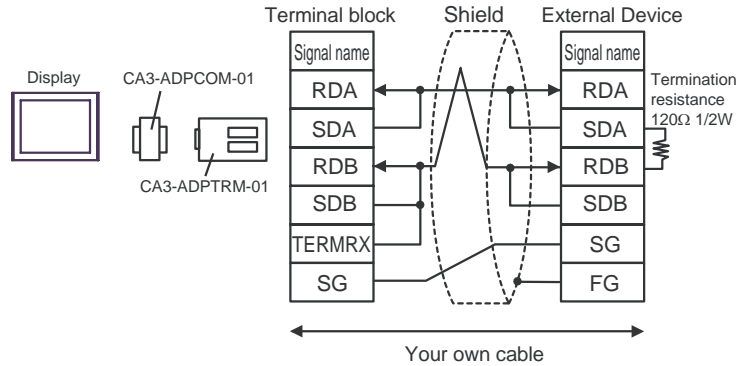 Terminal block
Shield
External Device
Signal name
Signal name
Display
CA3-ADPCOM-01
CA3-ADPTRM-01
RDA
RDA
SDA
SDA
RDB
RDB
SDB
SDB
TERMRX
SG
SG
FG
Termination
resistance
120Ω 1/2W
Your own cable